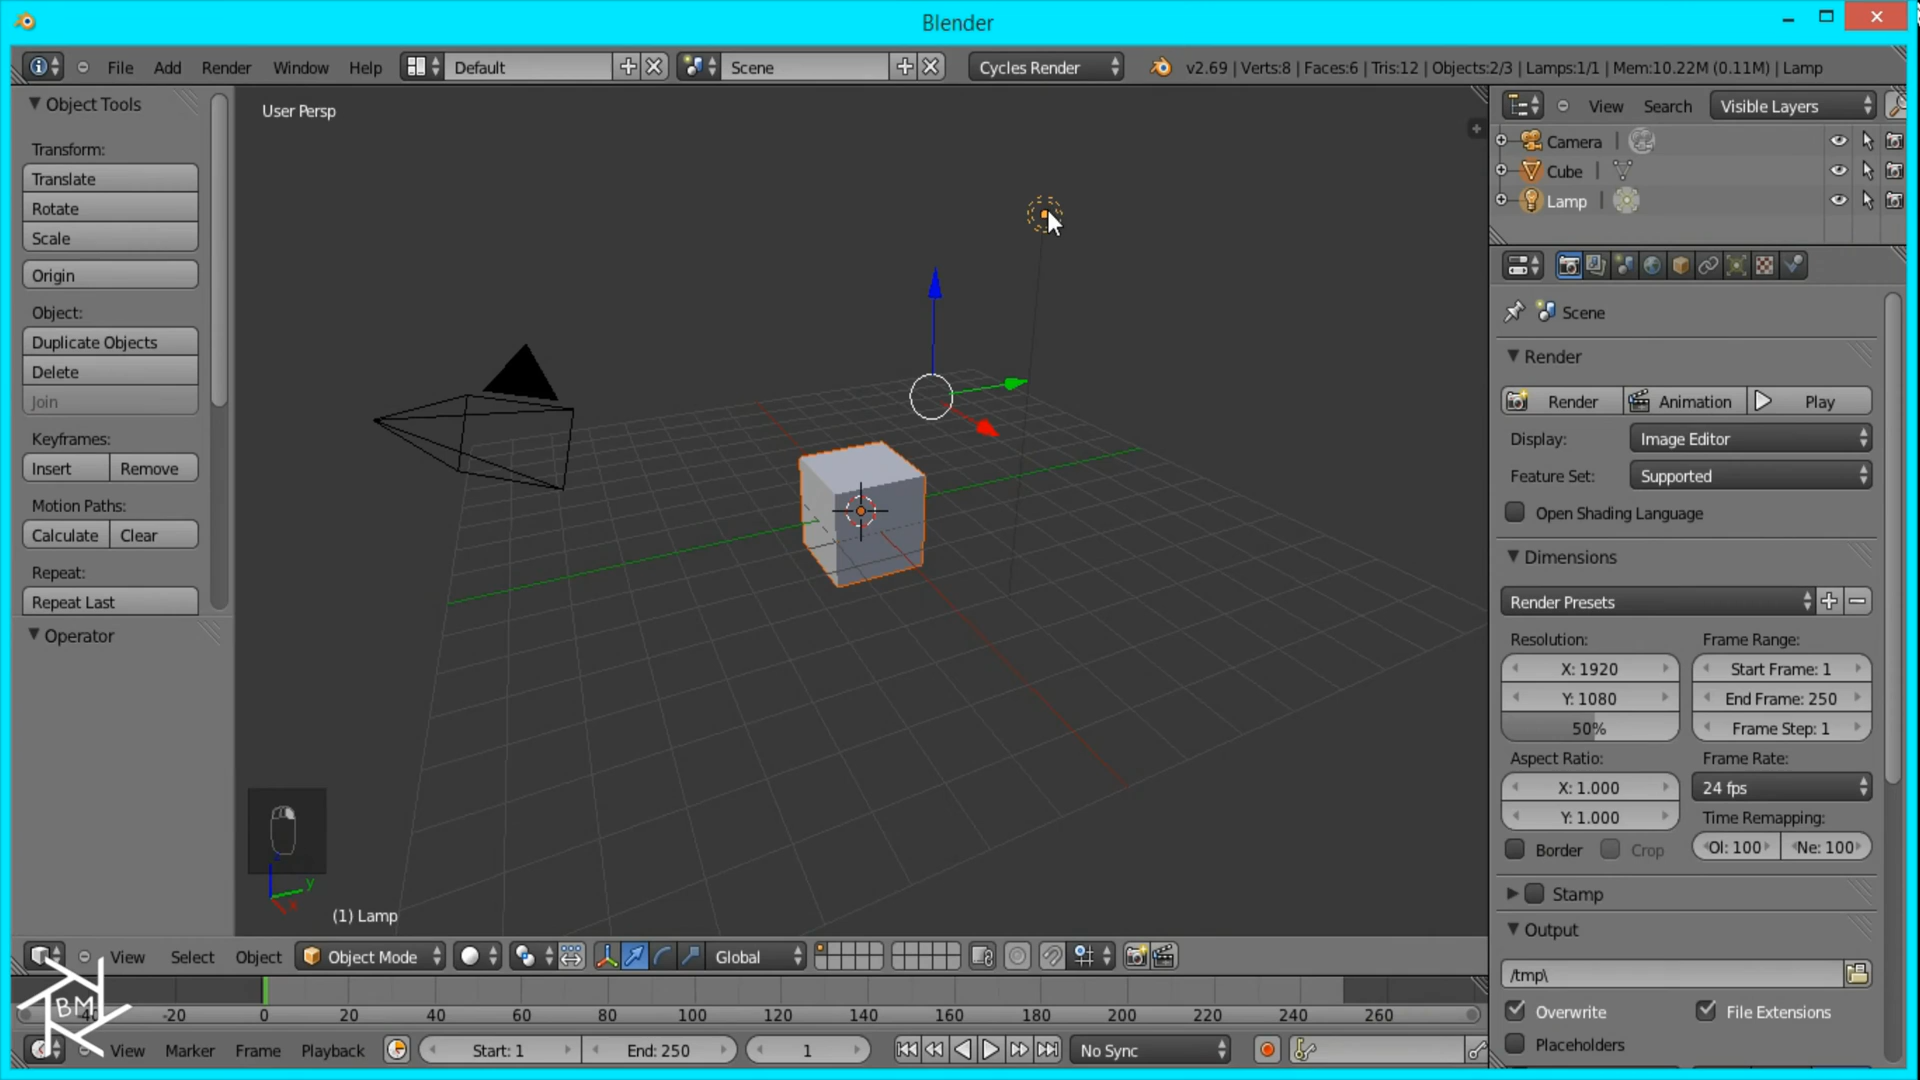 Blender
File Add Render Window Help Default Scene Cycles Render v2.69 | Verts:8 | Faces:6 | Tris:12 | Objects:2/3 | Lamps:1/1 | Mem:10.22M (0.11M) | Lamp
Object Tools
Transform:
Translate
Rotate
Scale
Origin
Object:
Duplicate Objects
Delete
Join
Keyframes:
Insert Remove
Motion Paths:
Calculate Clear
Repeat:
Repeat Last
Operator
User Persp
y
x
(1) Lamp
View Select Object Object Mode Global
BM
-40 -20 0 20 40 60 80 100 120 140 160 180 200 220 240 260
View Marker Frame Playback Start: 1 End: 250 1 No Sync
View Search Visible Layers
Camera
Cube
Lamp
Scene
Render
Render Animation Play
Display: Image Editor
Feature Set: Supported
Open Shading Language
Dimensions
Render Presets
Resolution: Frame Range:
X: 1920 Start Frame: 1
Y: 1080 End Frame: 250
50% Frame Step: 1
Aspect Ratio: Frame Rate:
X: 1.000 24 fps
Y: 1.000 Time Remapping:
Border Crop Ol: 100 Ne: 100
Stamp
Output
/tmp\
Overwrite File Extensions
Placeholders